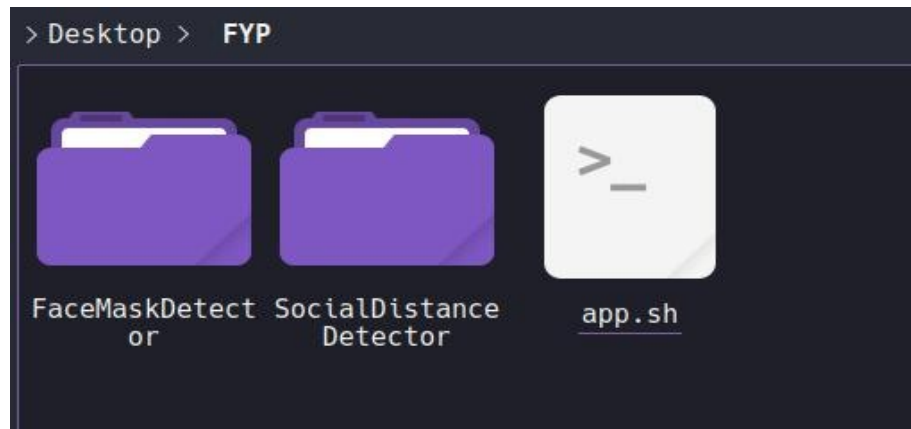 > Desktop > FYP
>_
FaceMaskDetect
or
SocialDistance
Detector
app.sh